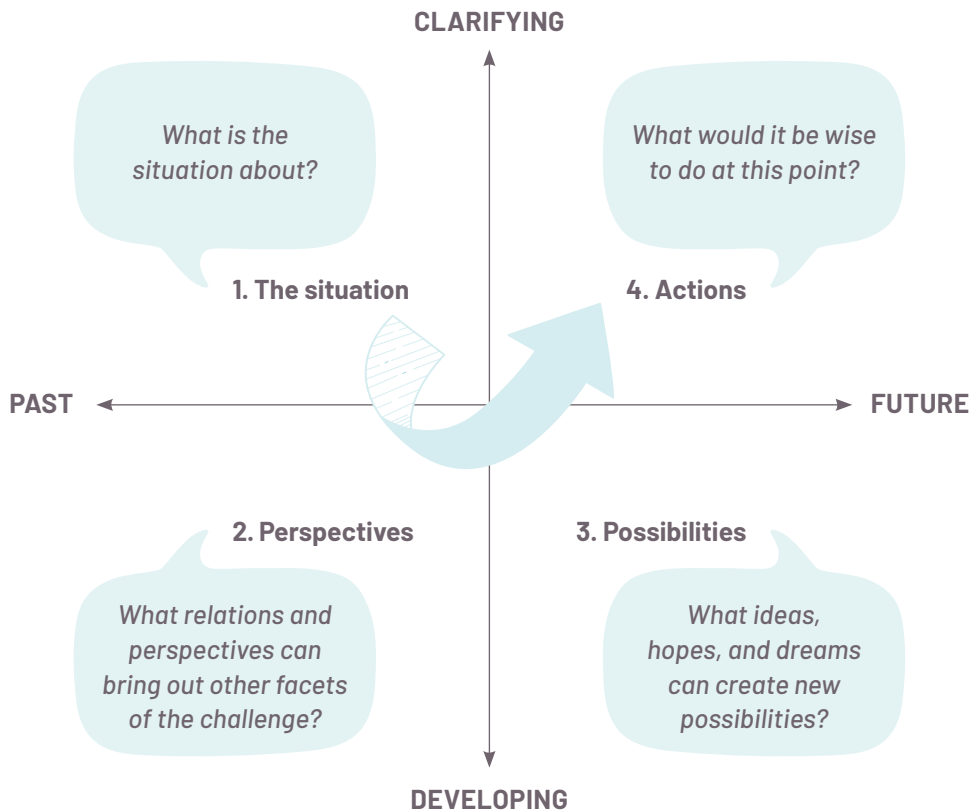 CLARIFYING
What is the
situation about?
What would it be wise
to do at this point?
1. The situation
4. Actions
PAST
FUTURE
2. Perspectives
3. Possibilities
What relations and
perspectives can
bring out other facets
of the challenge?
What ideas,
hopes, and dreams
can create new
possibilities?
DEVELOPING